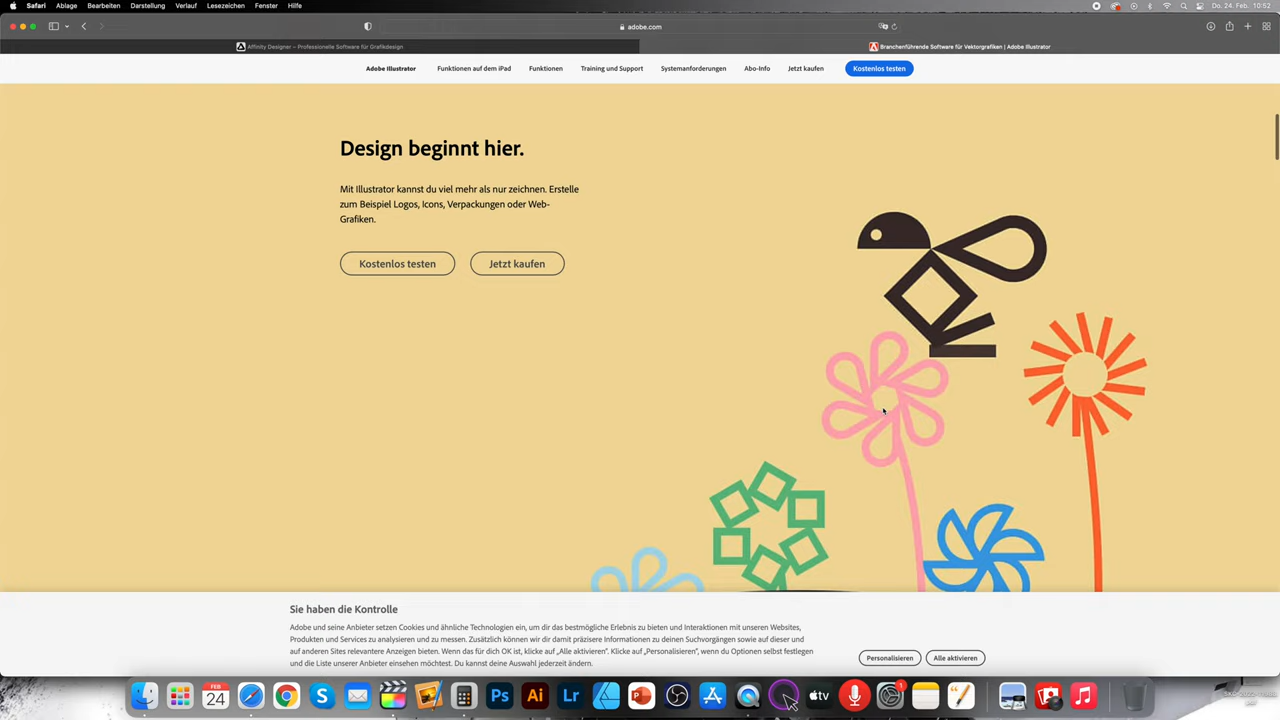 Safari Ablage Bearbeiten Darstellung Verlauf Lesezeichen Fenster Hilfe Do. 24. Feb. 10:52
adobe.com
Affinity Designer – Professionelle Software für Grafikdesign
Branchenführende Software für Vektorgrafiken | Adobe Illustrator
Adobe Illustrator Funktionen auf dem iPad Funktionen Training und Support Systemanforderungen Abo-Info Jetzt kaufen Kostenlos testen
Design beginnt hier.
Mit Illustrator kannst du viel mehr als nur zeichnen. Erstelle
zum Beispiel Logos, Icons, Verpackungen oder Web-
Grafiken.
Kostenlos testen Jetzt kaufen
Sie haben die Kontrolle
Adobe und seine Anbieter setzen Cookies und ähnliche Technologien ein, um dir das bestmögliche Erlebnis zu bieten und Interaktionen mit unseren Websites,
Produkten und Services zu analysieren und zu messen. Zusätzlich können wir dir damit präzisere Informationen zu deinen Suchvorgängen sowie auf dieser und
auf anderen Sites relevantere Anzeigen bieten. Wenn das für dich OK ist, klicke auf „Alle aktivieren“. Klicke auf „Personalisieren“, wenn du Optionen selbst festlegen
und die Liste unserer Anbieter einsehen möchtest. Du kannst deine Auswahl jederzeit ändern.
Personalisieren Alle aktivieren
FEB
24
Ps Ai Lr
tv
1
pdf